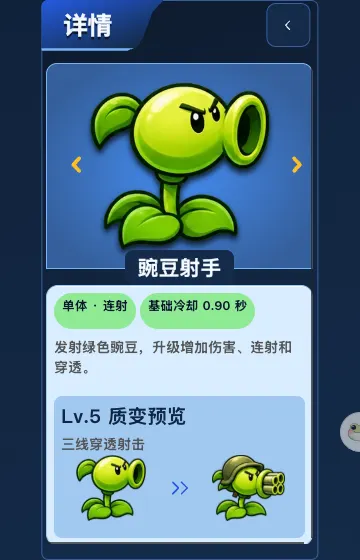 详情
豌豆射手
单体 · 连射
基础冷却 0.90 秒
发射绿色豌豆，升级增加伤害、连射和
穿透。
Lv.5 质变预览
三线穿透射击